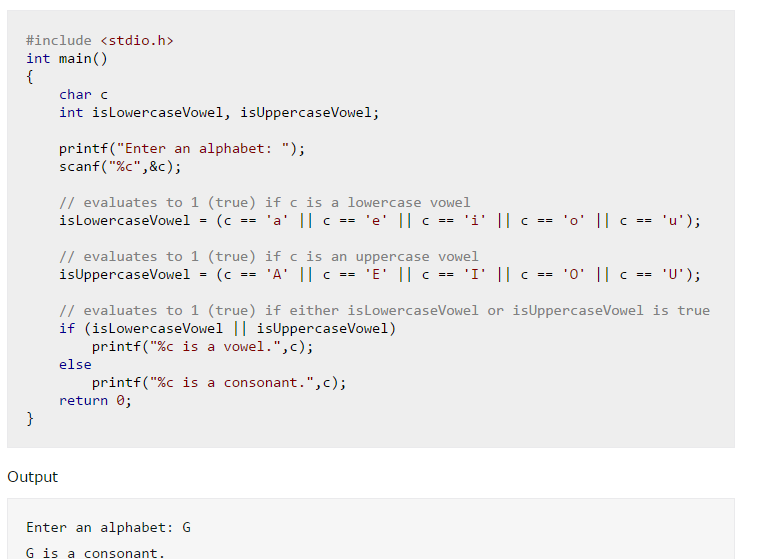 #include <stdio.h>
int main()
{
    char c
    int isLowercaseVowel, isUppercaseVowel;

    printf("Enter an alphabet: ");
    scanf("%c",&c);

    // evaluates to 1 (true) if c is a lowercase vowel
    isLowercaseVowel = (c == 'a' || c == 'e' || c == 'i' || c == 'o' || c == 'u');

    // evaluates to 1 (true) if c is an uppercase vowel
    isUppercaseVowel = (c == 'A' || c == 'E' || c == 'I' || c == 'O' || c == 'U');

    // evaluates to 1 (true) if either isLowercaseVowel or isUppercaseVowel is true
    if (isLowercaseVowel || isUppercaseVowel)
        printf("%c is a vowel.",c);
    else
        printf("%c is a consonant.",c);
    return 0;
}
Output
Enter an alphabet: G
G is a consonant.